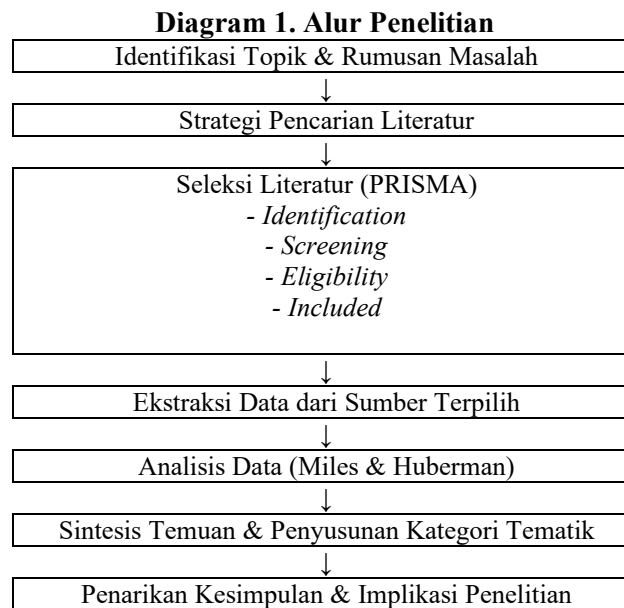 Diagram 1. Alur Penelitian
Identifikasi Topik & Rumusan Masalah
↓
Strategi Pencarian Literatur
↓
Seleksi Literatur (PRISMA)
- Identification
- Screening
- Eligibility
- Included
↓
Ekstraksi Data dari Sumber Terpilih
↓
Analisis Data (Miles & Huberman)
↓
Sintesis Temuan & Penyusunan Kategori Tematik
↓
Penarikan Kesimpulan & Implikasi Penelitian